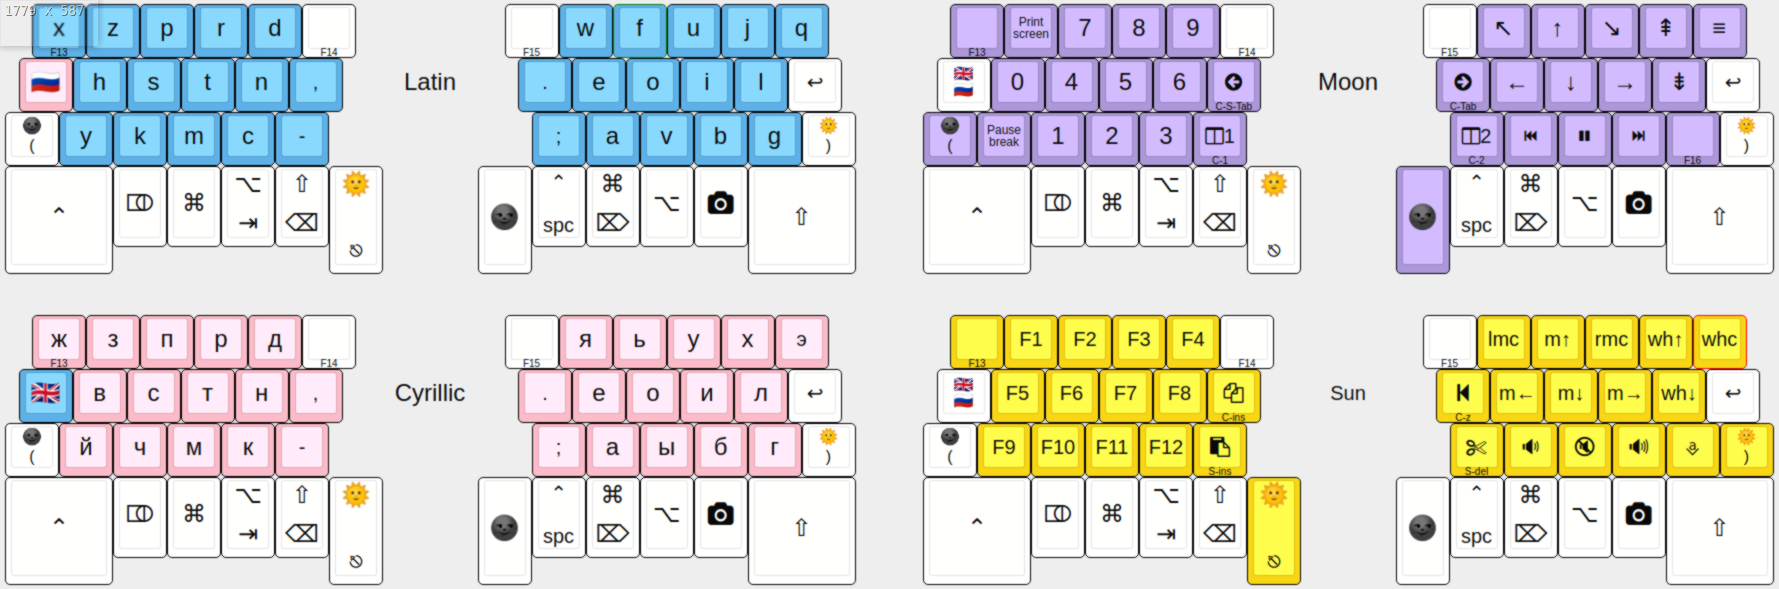 1779 x 587
x z p r d
F13 F14
w f u j q
F15
Print screen 7 8 9
F13 F14
↖ ↑ ↘ ⇞ ≡
F15
h s t n ,
Latin
. e o i l ↩
0 4 5 6
C-S-Tab
Moon
← ↓ → ⇟ ↩
C-Tab
( y k m c -
; a v b g )
( Pause break 1 2 3 1
C-1
2 ⏮ ⏸ ⏭ )
C-2 F16
⌃ ⌘ ⌥ ⇥ ⇧ ⌫ ⎋
⌃ spc ⌘ ⌦ ⌥ ⇧
⌃ ⌘ ⌥ ⇥ ⇧ ⌫ ⎋
⌃ spc ⌘ ⌦ ⌥ ⇧
ж з п р д
F13 F14
я ь у х э
F15
F1 F2 F3 F4
F13 F14
lmc m↑ rmc wh↑ whc
F15
в с т н ,
Cyrillic
. е о и л ↩
F5 F6 F7 F8
C-ins
Sun
m← m↓ m→ wh↓ ↩
C-z
( й ч м к -
; а ы б г )
( F9 F10 F11 F12
S-ins
)
S-del
⌃ ⌘ ⌥ ⇥ ⇧ ⌫ ⎋
⌃ spc ⌘ ⌦ ⌥ ⇧
⌃ ⌘ ⌥ ⇥ ⇧ ⌫ ⎋
⌃ spc ⌘ ⌦ ⌥ ⇧